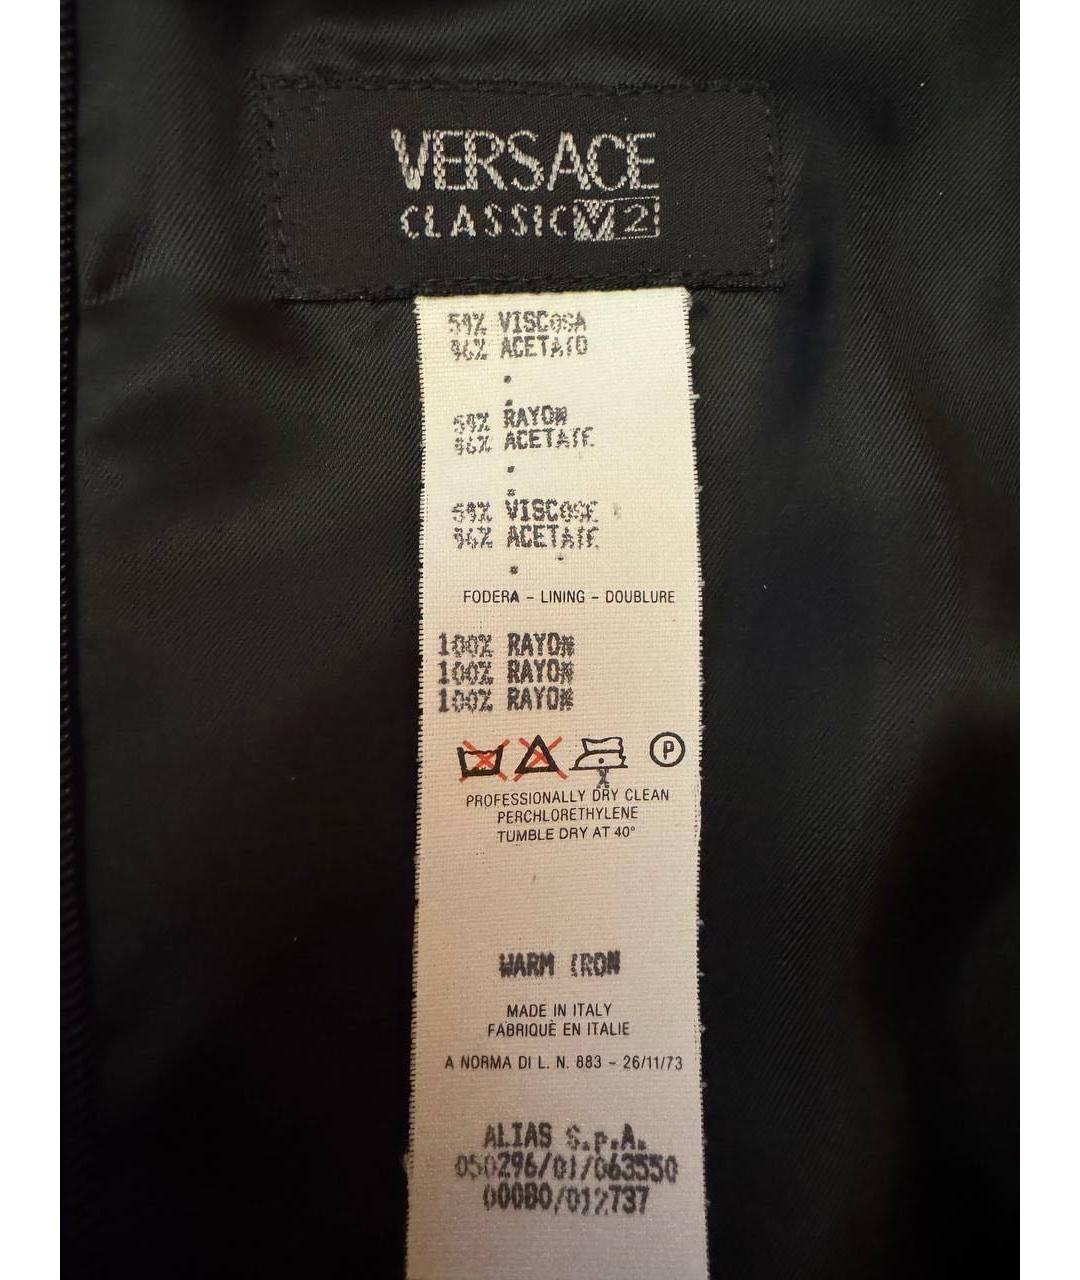 VERSACE
CLASSIC V2
54% VISCOSA
46% ACETATO
54% RAYON
46% ACETATE
54% VISCOSE
46% ACETATE
FODERA - LINING - DOUBLURE
100% RAYON
100% RAYON
100% RAYON
P
X
PROFESSIONALLY DRY CLEAN
PERCHLORETHYLENE
TUMBLE DRY AT 40°
WARM IRON
MADE IN ITALY
FABRIQUÈ EN ITALIE
A NORMA DI L. N. 883 - 26/11/73
ALIAS S.p.A.
050296/01/063550
00080/012737